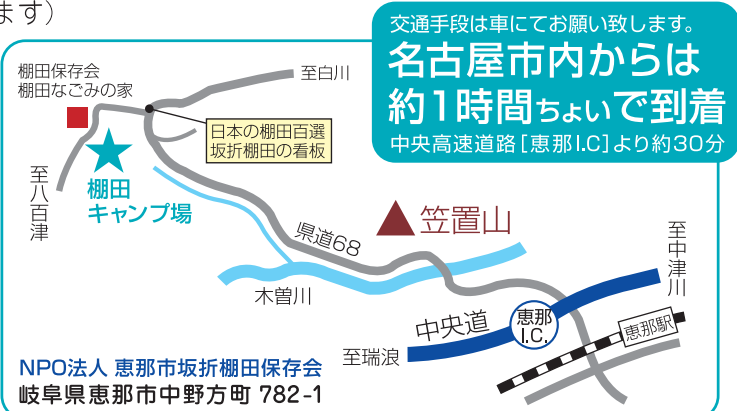 ます）
交通手段は車にてお願い致します。
名古屋市内からは
約1時間ちょいで到着
中央高速道路［恵那I.C］より約30分
至白川
棚田保存会
棚田なごみの家
日本の棚田百選
坂折棚田の看板
至八百津
棚田
キャンプ場
笠置山
県道68
木曽川
至中津川
中央道
恵那
I.C.
恵那駅
至瑞浪
NPO法人 恵那市坂折棚田保存会
岐阜県恵那市中野方町 782-1